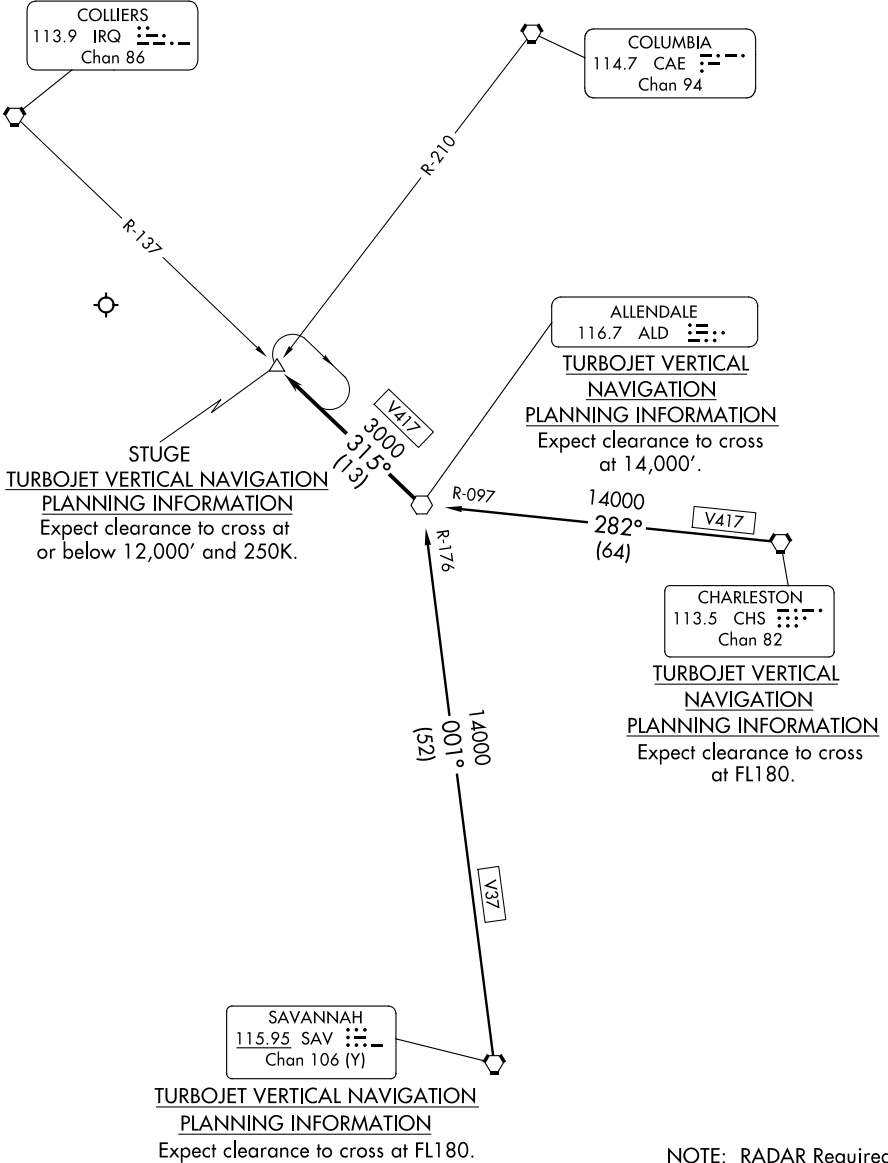 COLLIERS
113.9 IRQ
Chan 86
COLUMBIA
114.7 CAE
Chan 94
R-210
R-137
ALLENDALE
116.7 ALD
TURBOJET VERTICAL
NAVIGATION
PLANNING INFORMATION
Expect clearance to cross
at 14,000'.
V417
3000
315°
(13)
STUGE
TURBOJET VERTICAL NAVIGATION
PLANNING INFORMATION
Expect clearance to cross at
or below 12,000' and 250K.
R-097
14000
282°
(64)
V417
R-176
CHARLESTON
113.5 CHS
Chan 82
TURBOJET VERTICAL
NAVIGATION
PLANNING INFORMATION
Expect clearance to cross
at FL180.
14000
001°
(52)
V37
SAVANNAH
115.95 SAV
Chan 106 (Y)
TURBOJET VERTICAL NAVIGATION
PLANNING INFORMATION
Expect clearance to cross at FL180.
NOTE: RADAR Required